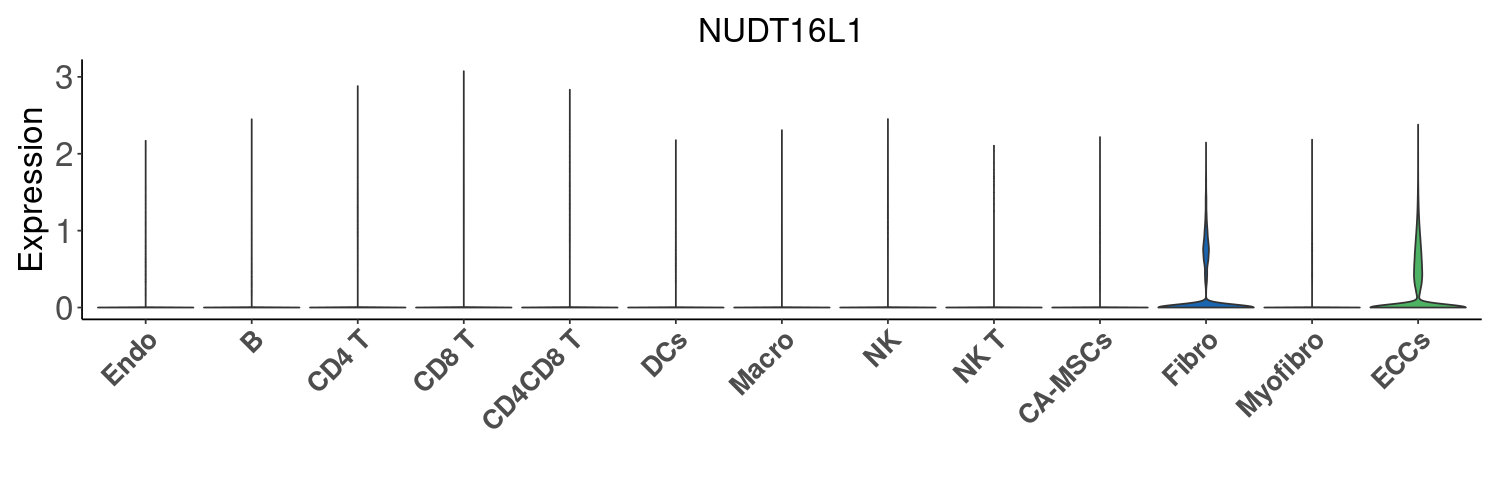 NUDT16L1
Expression
3
2
1
0
Endo
B
CD4 T
CD8 T
CD4CD8 T
DCs
Macro
NK
NK T
CA-MSCs
Fibro
Myofibro
ECCs